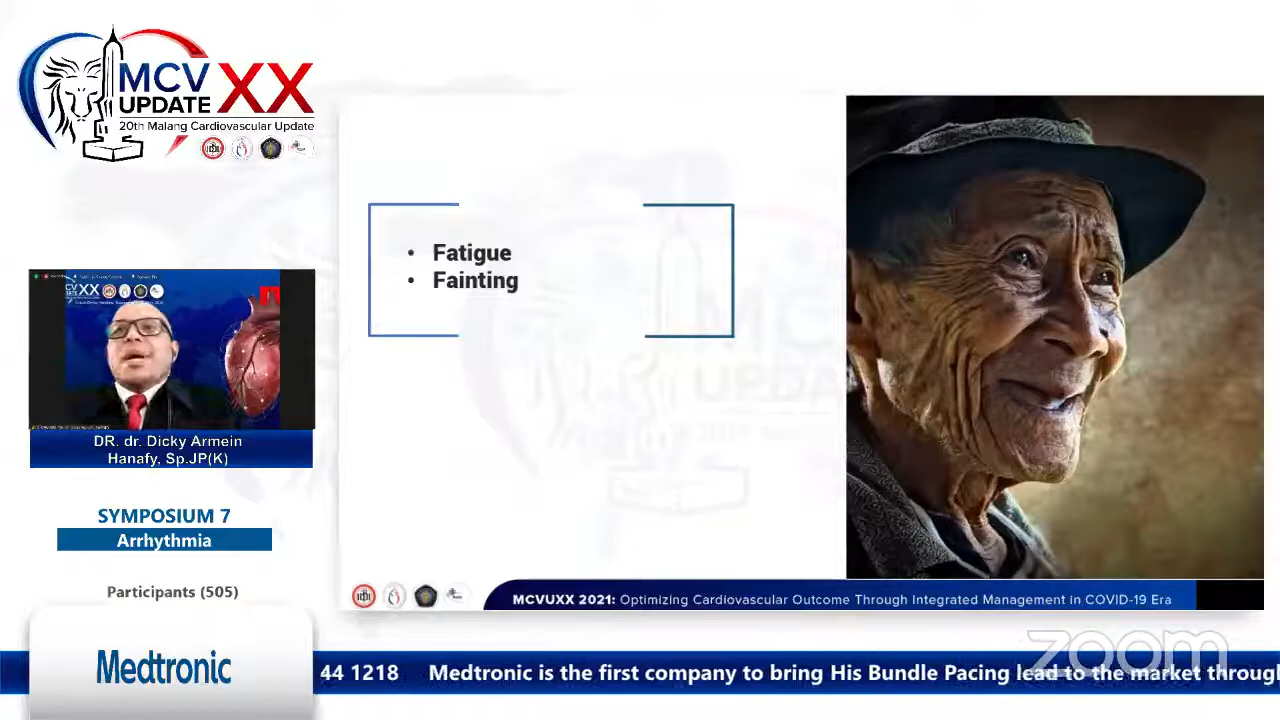 MCV XX
UPDATE
20th Malang Cardiovascular Update
• Fatigue
• Fainting
XX
DR. dr. Dicky Armein
Hanafy, Sp.JP(K)
SYMPOSIUM 7
Arrhythmia
Participants (505)
MCVUXX 2021: Optimizing Cardiovascular Outcome Through Integrated Management in COVID-19 Era
zoom
Medtronic
44 1218 Medtronic is the first company to bring His Bundle Pacing lead to the market throug